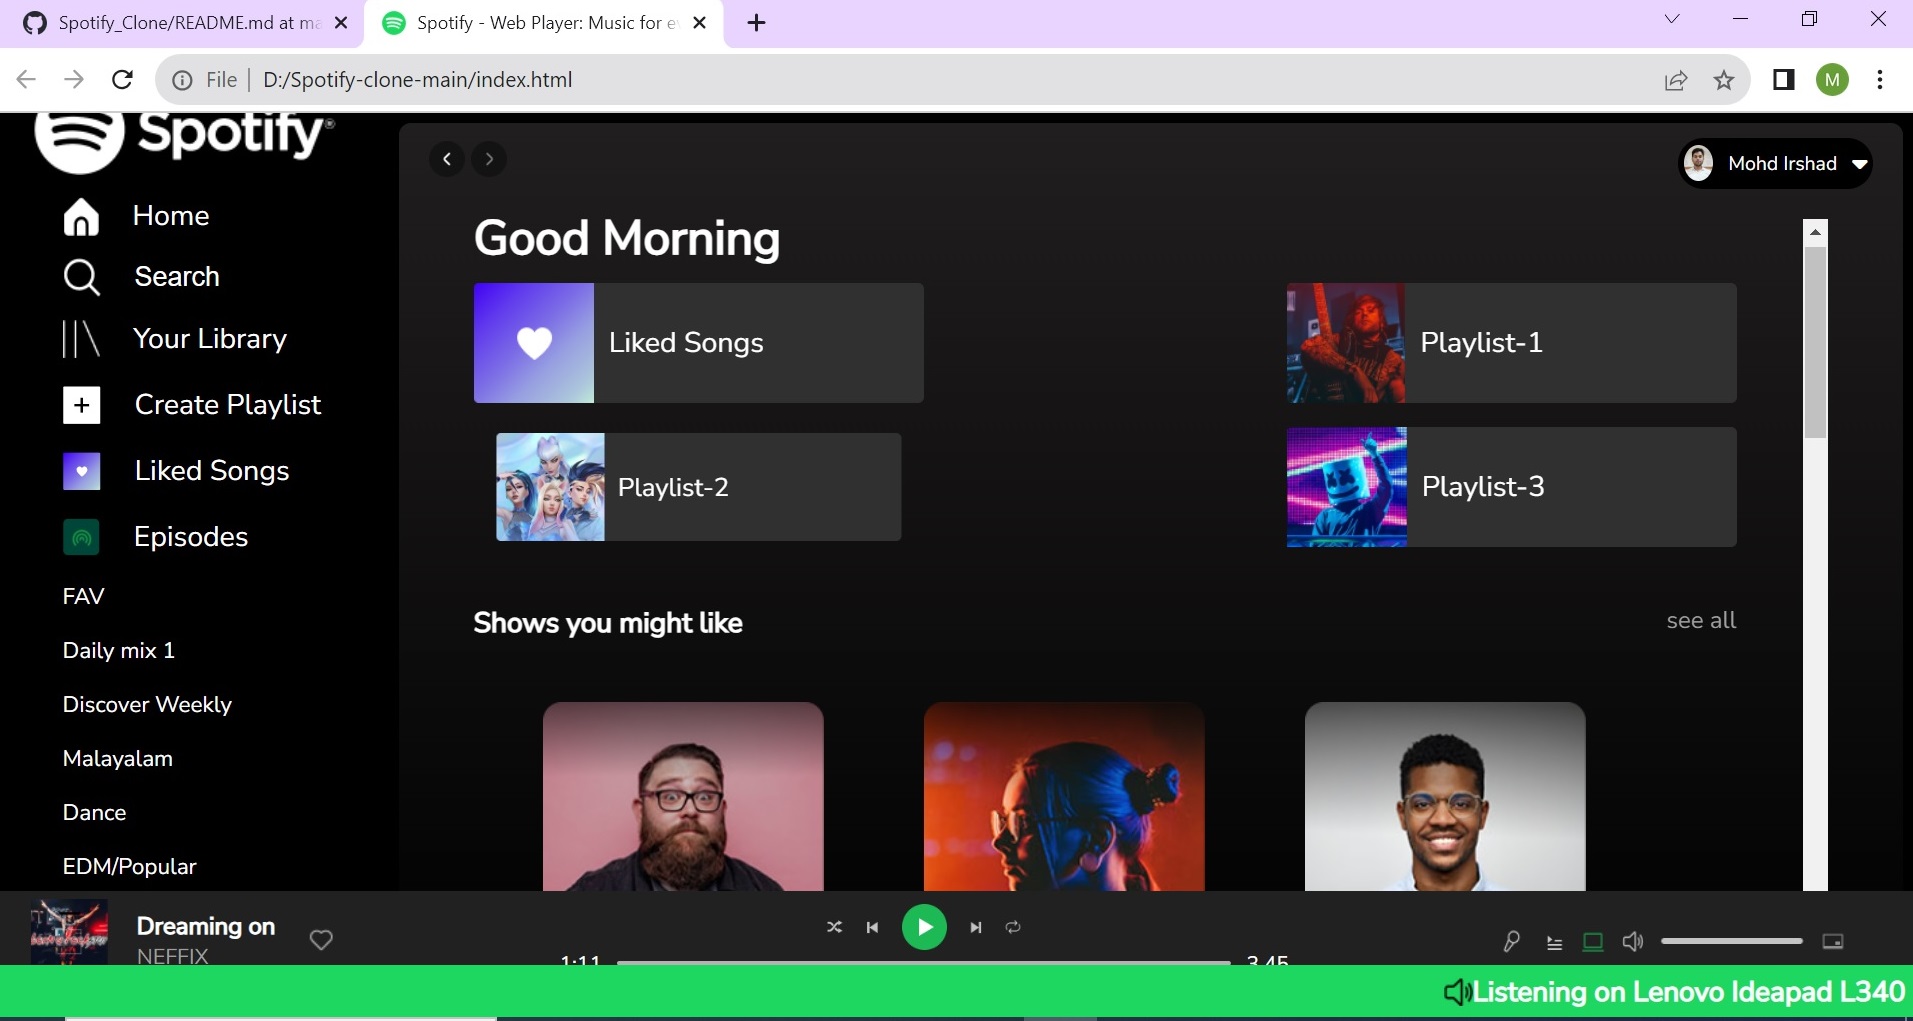 Spotify_Clone/README.md at ma
Spotify - Web Player: Music for ev
File
D:/Spotify-clone-main/index.html
M
Spotify®
Home
Search
Your Library
Create Playlist
Liked Songs
Episodes
FAV
Daily mix 1
Discover Weekly
Malayalam
Dance
EDM/Popular
Mohd Irshad
Good Morning
Liked Songs
Playlist-1
Playlist-2
Playlist-3
Shows you might like
see all
Dreaming on
NEFFIX
1:11
3.45
Listening on Lenovo Ideapad L340